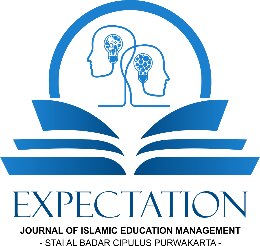 EXPECTATION
JOURNAL OF ISLAMIC EDUCATION MANAGEMENT
- STAI AL BADAR CIPULUS PURWAKARTA -